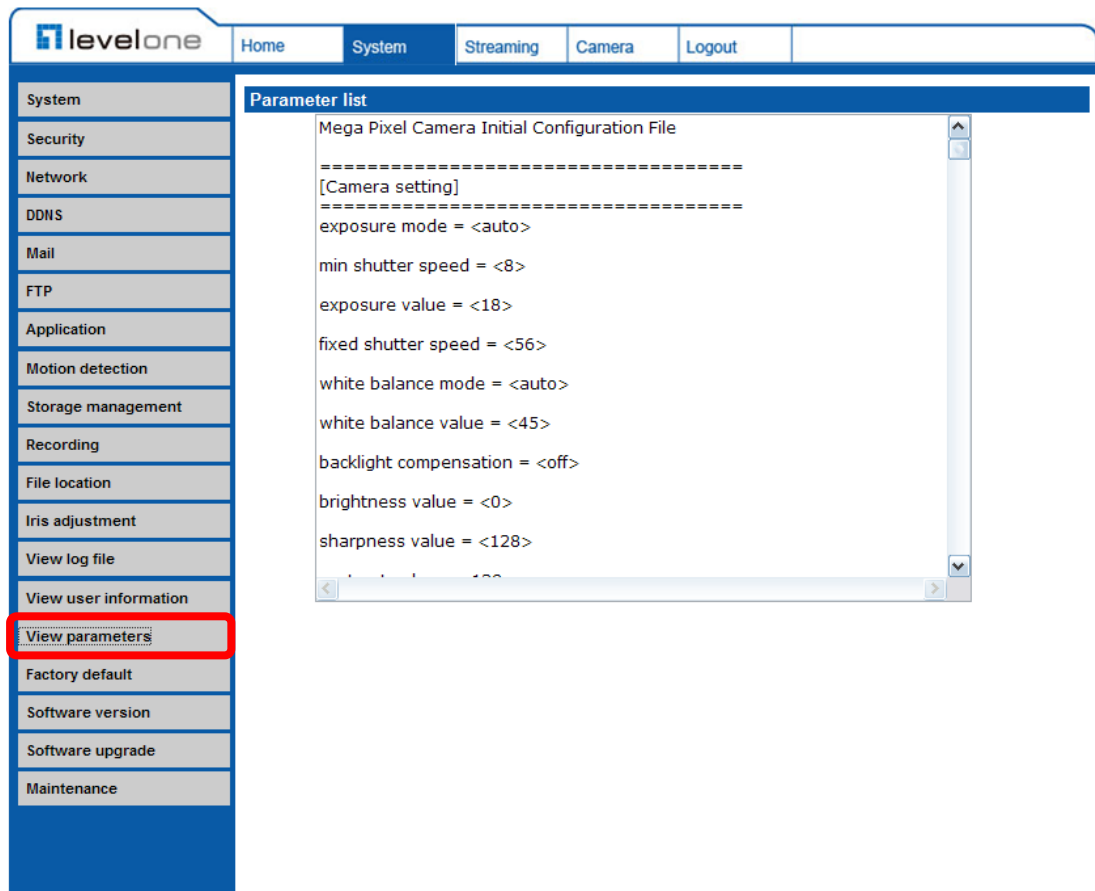 levelone
Home
System
Streaming
Camera
Logout
System
Security
Network
DDNS
Mail
FTP
Application
Motion detection
Storage management
Recording
File location
Iris adjustment
View log file
View user information
View parameters
Factory default
Software version
Software upgrade
Maintenance
Parameter list
Mega Pixel Camera Initial Configuration File
====================================
[Camera setting]
====================================
exposure mode = <auto>
min shutter speed = <8>
exposure value = <18>
fixed shutter speed = <56>
white balance mode = <auto>
white balance value = <45>
backlight compensation = <off>
brightness value = <0>
sharpness value = <128>